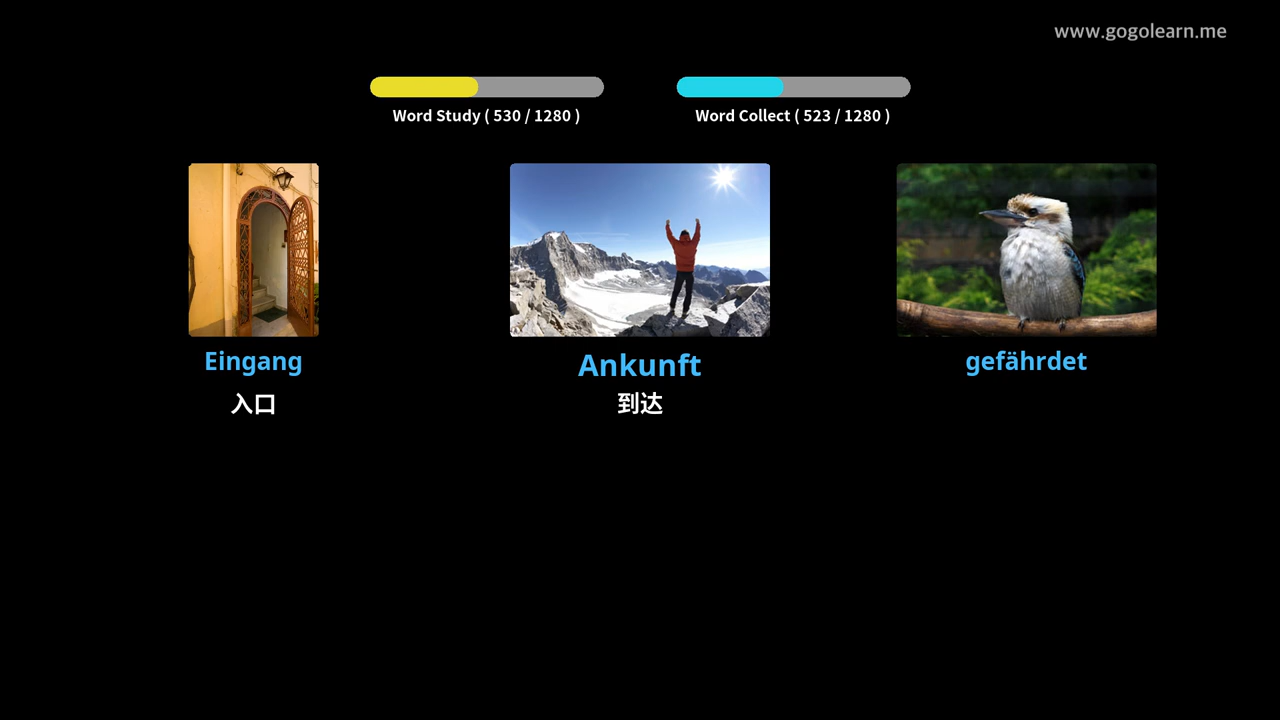 www.gogolearn.me
Word Study ( 530 / 1280 )
Word Collect ( 523 / 1280 )
Eingang
入口
Ankunft
到达
gefährdet